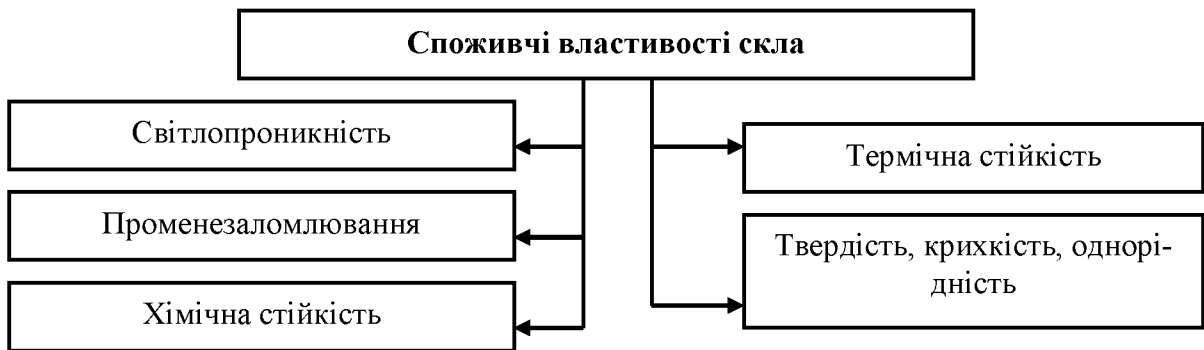 Споживчі властивості скла
Світлопроникність
Променезаломлювання
Хімічна стійкість
Термічна стійкість
Твердість, крихкість, однорі-
дність